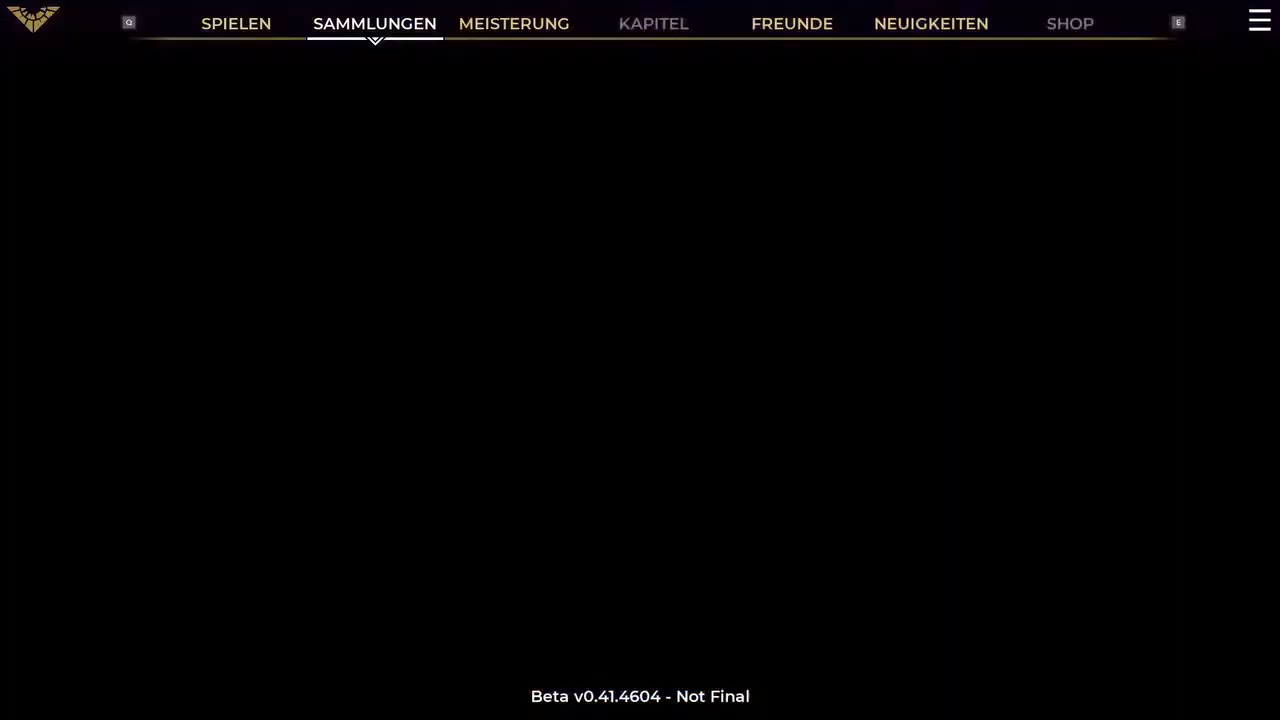 Q SPIELEN SAMMLUNGEN MEISTERUNG KAPITEL FREUNDE NEUIGKEITEN SHOP E
Beta v0.41.4604 - Not Final